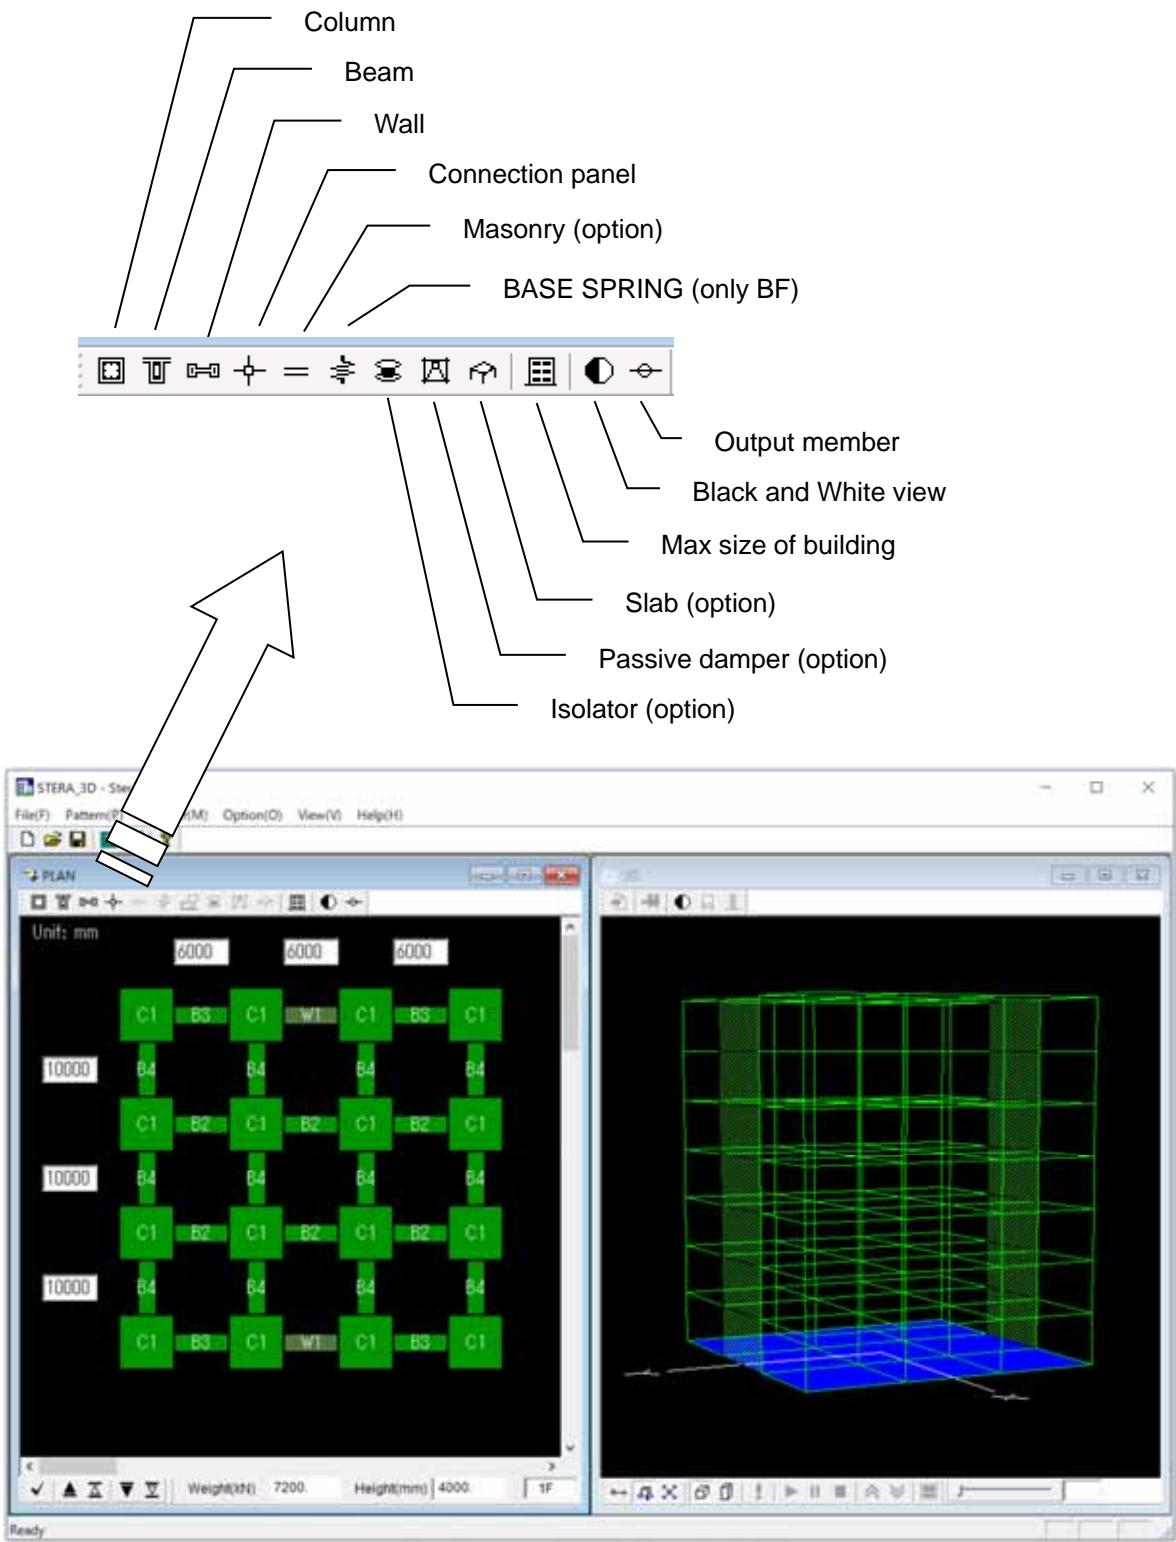 Column
Beam
Wall
Connection panel
Masonry (option)
BASE SPRING (only BF)
Output member
Black and White view
Max size of building
Slab (option)
Passive damper (option)
Isolator (option)
STERA_3D - Ste
File(F) Pattern(P) (M) Option(O) View(V) Help(H)
PLAN
Unit: mm
6000 6000 6000
C1 B3 C1 W1 C1 B3 C1
10000 B4 B4 B4 B4
C1 B2 C1 B2 C1 B2 C1
10000 B4 B4 B4 B4
C1 B2 C1 B2 C1 B2 C1
10000 B4 B4 B4 B4
C1 B3 C1 W1 C1 B3 C1
Weight(kN) 7200. Height(mm) 4000. 1F
Ready